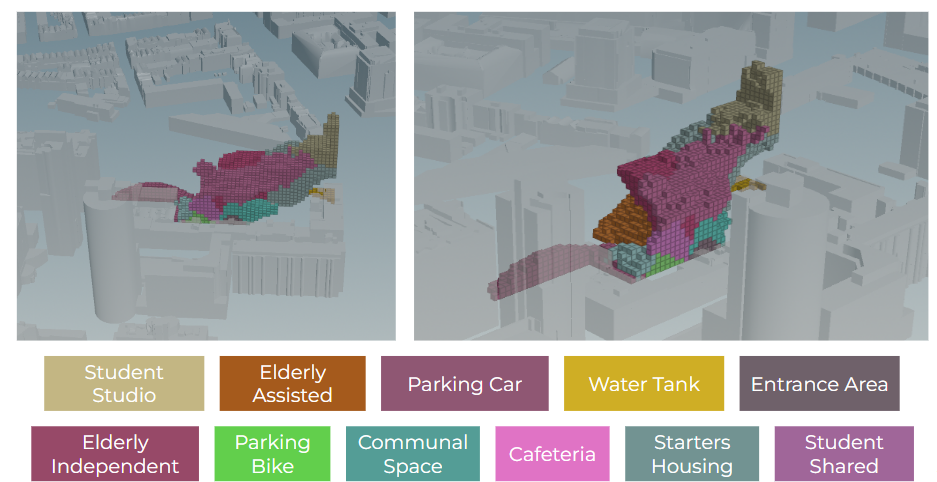 Student
Studio
Elderly
Assisted
Parking Car
Water Tank
Entrance Area
Elderly
Independent
Parking
Bike
Communal
Space
Cafeteria
Starters
Housing
Student
Shared